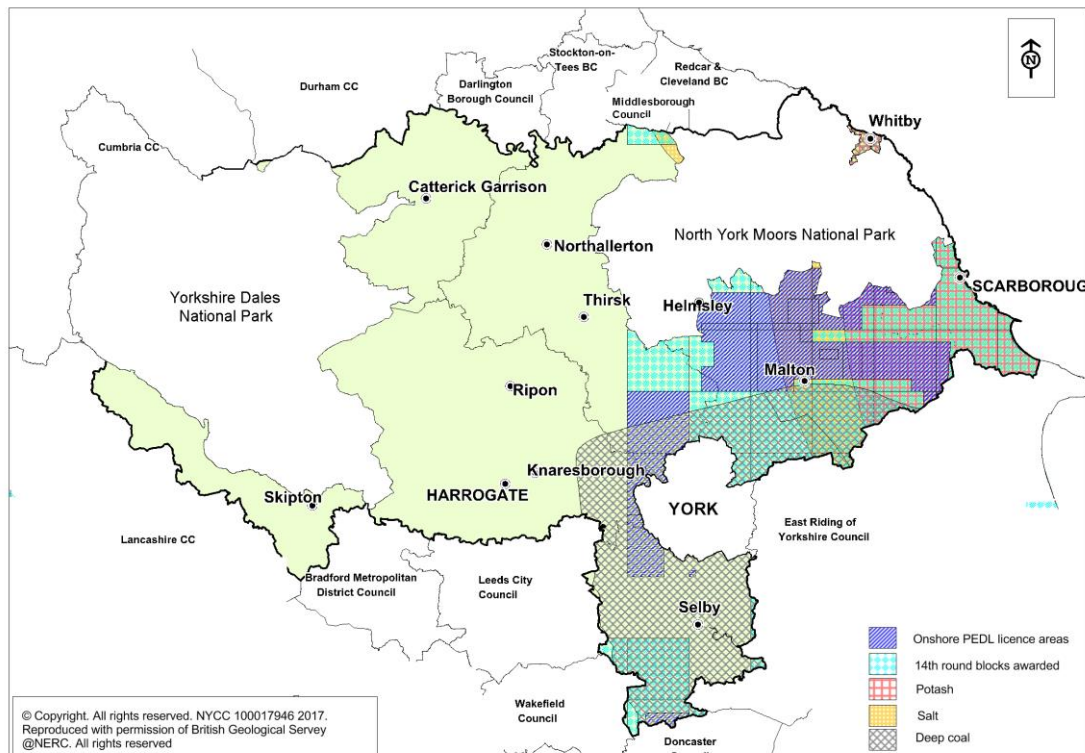 N
Stockton-on-
Tees BC
Redcar &
Cleveland BC
Durham CC
Darlington
Borough Council
Middlesborough
Council
Cumbria CC
Whitby
Catterick Garrison
North York Moors National Park
Northallerton
SCARBOROUG
Yorkshire Dales
National Park
Thirsk
Helmsley
Malton
Ripon
Knaresborough
HARROGATE
Skipton
YORK
East Riding of
Yorkshire Council
Lancashire CC
Bradford Metropolitan
District Council
Leeds City
Council
Selby
Onshore PEDL licence areas
14th round blocks awarded
Potash
Salt
Deep coal
Wakefield
Council
Doncaster
© Copyright. All rights reserved. NYCC 100017946 2017.
Reproduced with permission of British Geological Servey
@NERC. All rights reserved